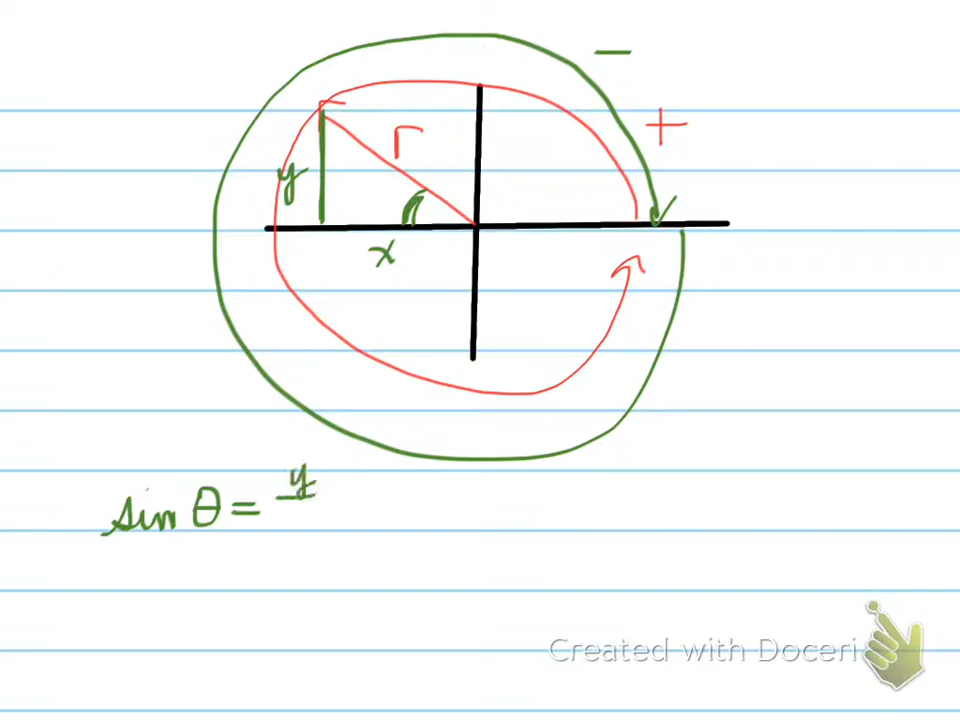 −
+
r
y
x
sin θ = y
Created with Doceri